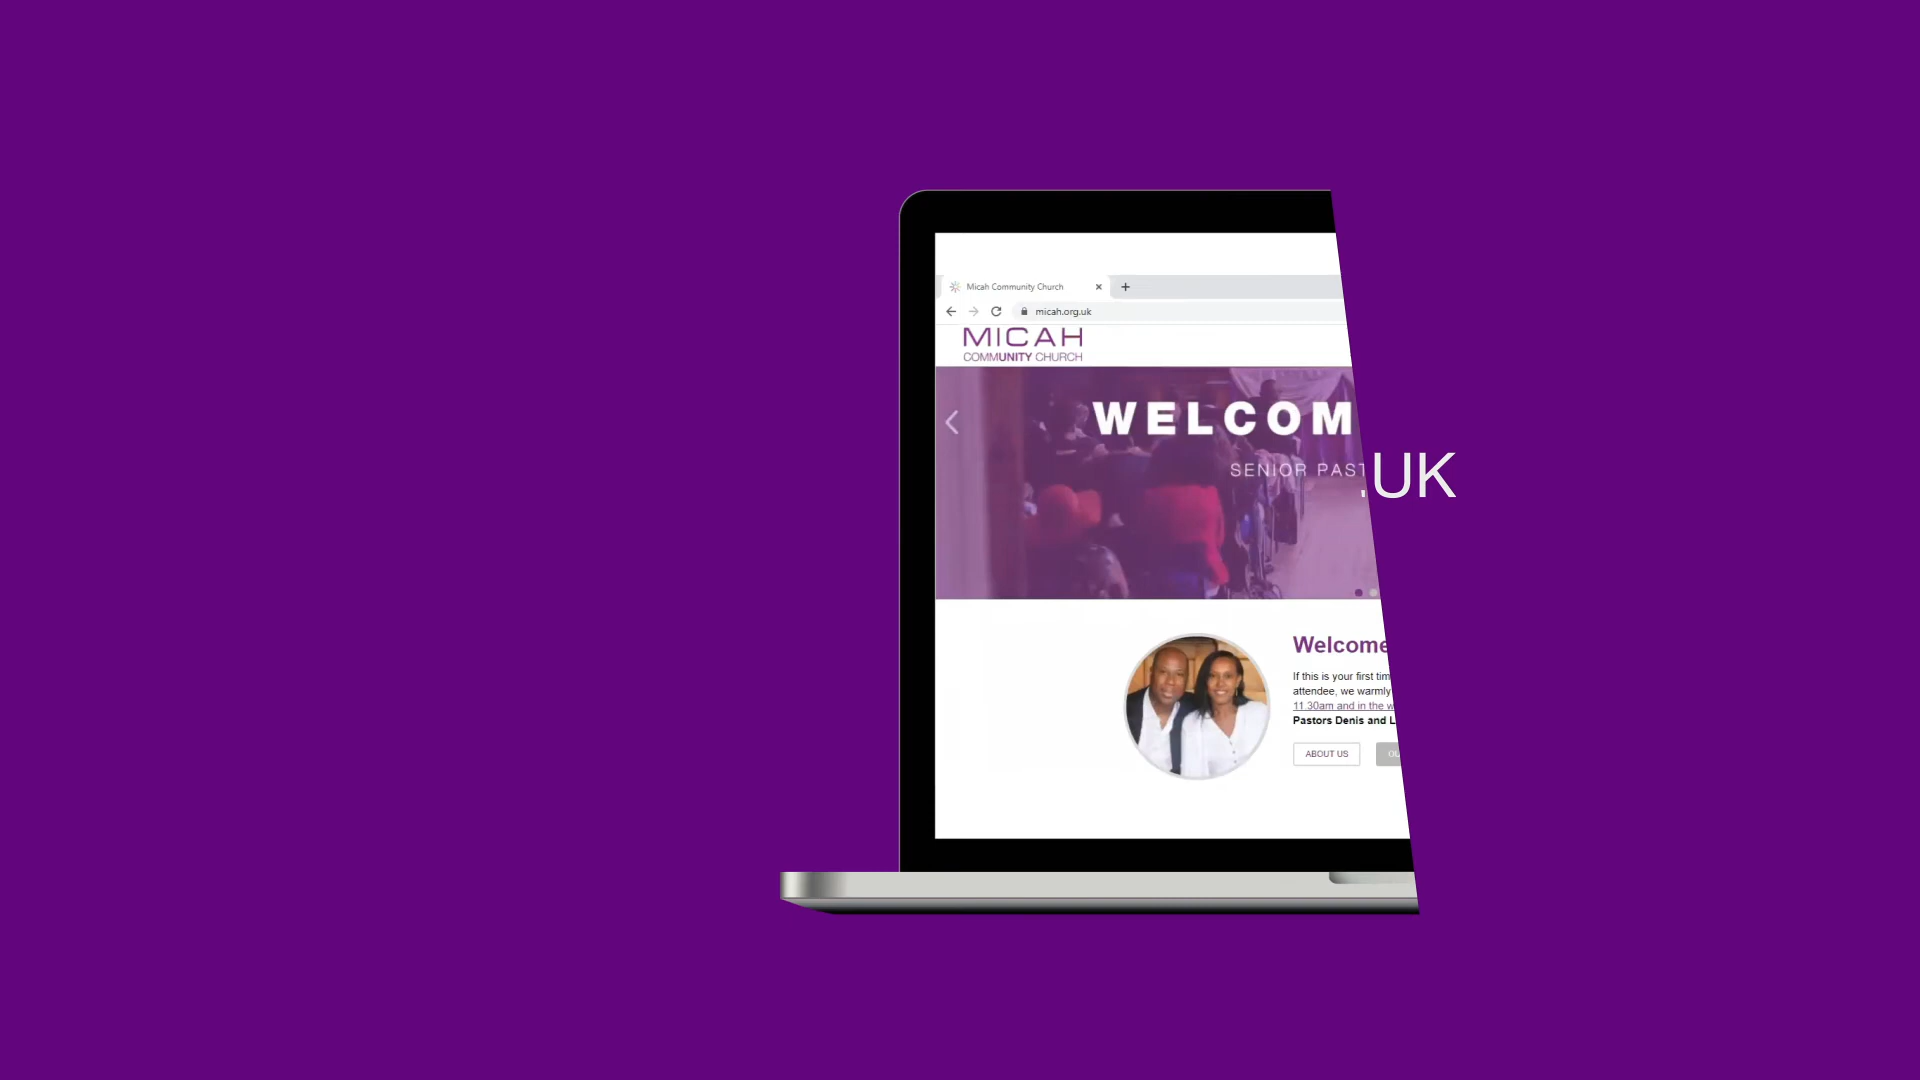 Micah Community Church
micah.org.uk
MICAH
COMMUNITY CHURCH
WELCOM
SENIOR PAST
.UK
Welcome
If this is your first tim
attendee, we warmly
11.30am and in the w
Pastors Denis and L
ABOUT US
OU